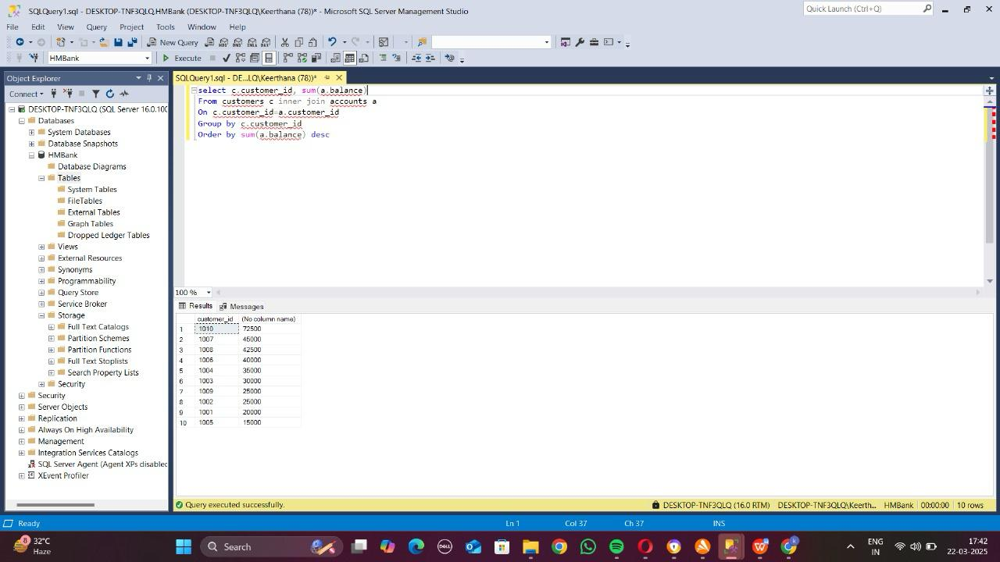 SQLQuery1.sql - DESKTOP-TNF3QLQ.HMBank (DESKTOP-TNF3QLQ\Keerthana (78))* - Microsoft SQL Server Management Studio
Quick Launch (Ctrl+Q)
File Edit View Query Project Tools Window Help
New Query MDX DMX XMLA DAX
HMBank Execute
Object Explorer
SQLQuery1.sql - DE...LQ\Keerthana (78))*
Connect
DESKTOP-TNF3QLQ (SQL Server 16.0.100
Databases
System Databases
Database Snapshots
HMBank
Database Diagrams
Tables
System Tables
FileTables
External Tables
Graph Tables
Dropped Ledger Tables
Views
External Resources
Synonyms
Programmability
Query Store
Service Broker
Storage
Full Text Catalogs
Partition Schemes
Partition Functions
Full Text Stoplists
Search Property Lists
Security
Security
Server Objects
Replication
Always On High Availability
Management
Integration Services Catalogs
SQL Server Agent (Agent XPs disabled
XEvent Profiler
select c.customer_id, sum(a.balance)
From customers c inner join accounts a
On c.customer_id=a.customer_id
Group by c.customer_id
Order by sum(a.balance) desc
100 %
Results Messages
customer_id (No column name)
1 1010 72500
2 1007 45000
3 1008 42500
4 1006 40000
5 1004 35000
6 1003 30000
7 1009 25000
8 1002 25000
9 1001 20000
10 1005 15000
Query executed successfully. DESKTOP-TNF3QLQ (16.0 RTM) DESKTOP-TNF3QLQ\Keerth... HMBank 00:00:00 10 rows
Ready Ln 1 Col 37 Ch 37 INS
8
32°C
Haze
Search
DELL
ENG
IN
17:42
22-03-2025